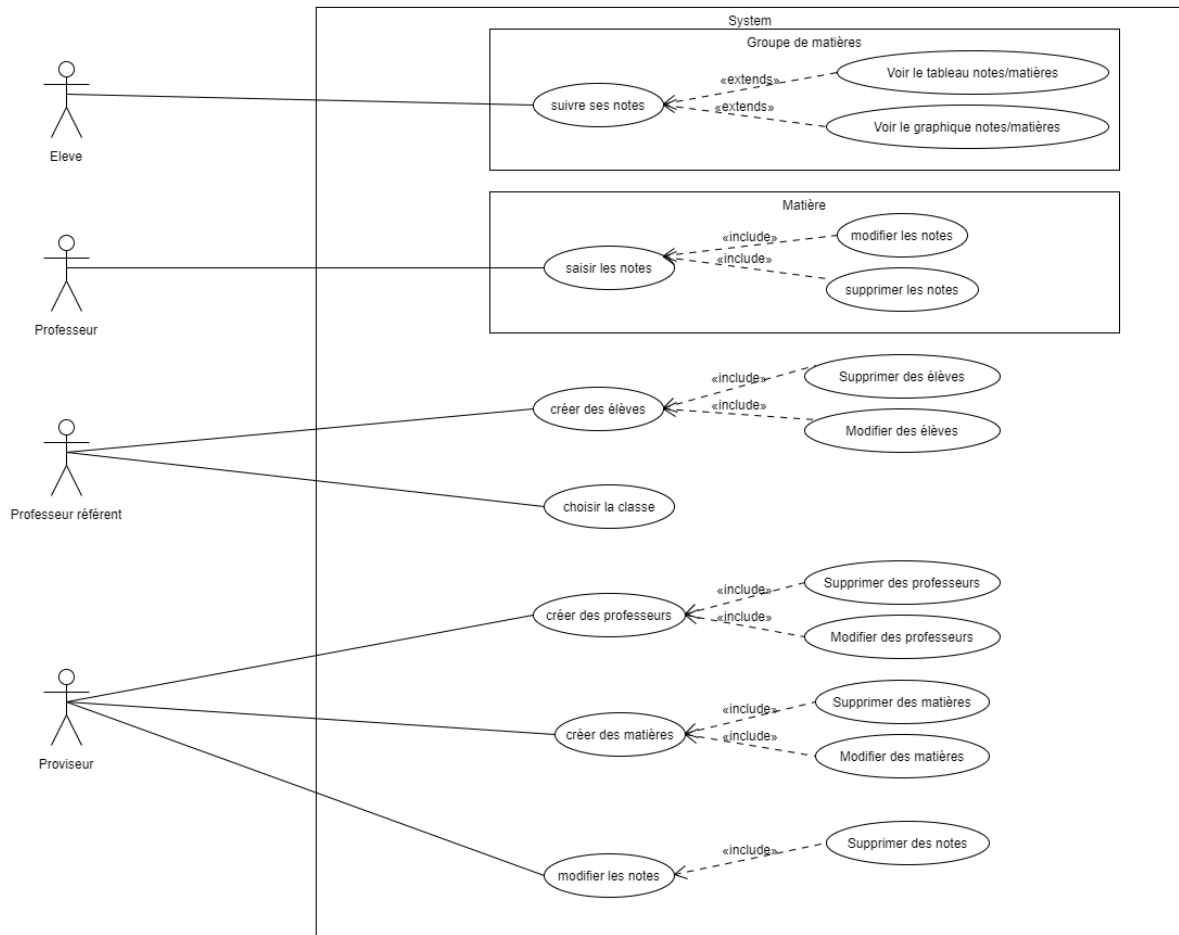 System
Groupe de matières
Voir le tableau notes/matières
«extends»
suivre ses notes
«extends»
Voir le graphique notes/matières
Eleve
Matière
modifier les notes
«include»
saisir les notes
«include»
supprimer les notes
Professeur
Supprimer des élèves
«include»
créer des élèves
«include»
Modifier des élèves
choisir la classe
Professeur référent
Supprimer des professeurs
«include»
créer des professeurs
«include»
Modifier des professeurs
Supprimer des matières
«include»
créer des matières
«include»
Modifier des matières
Proviseur
Supprimer des notes
«include»
modifier les notes